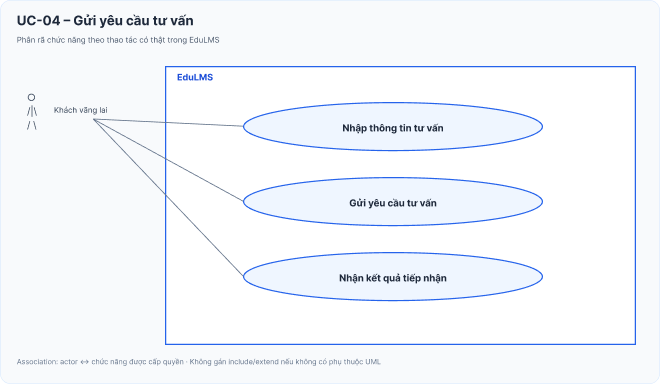 UC-04 – Gửi yêu cầu tư vấn
Phân rã chức năng theo thao tác có thật trong EduLMS
EduLMS
Khách vãng lai
Nhập thông tin tư vấn
Gửi yêu cầu tư vấn
Nhận kết quả tiếp nhận
Association: actor ↔ chức năng được cấp quyền · Không gán include/extend nếu không có phụ thuộc UML